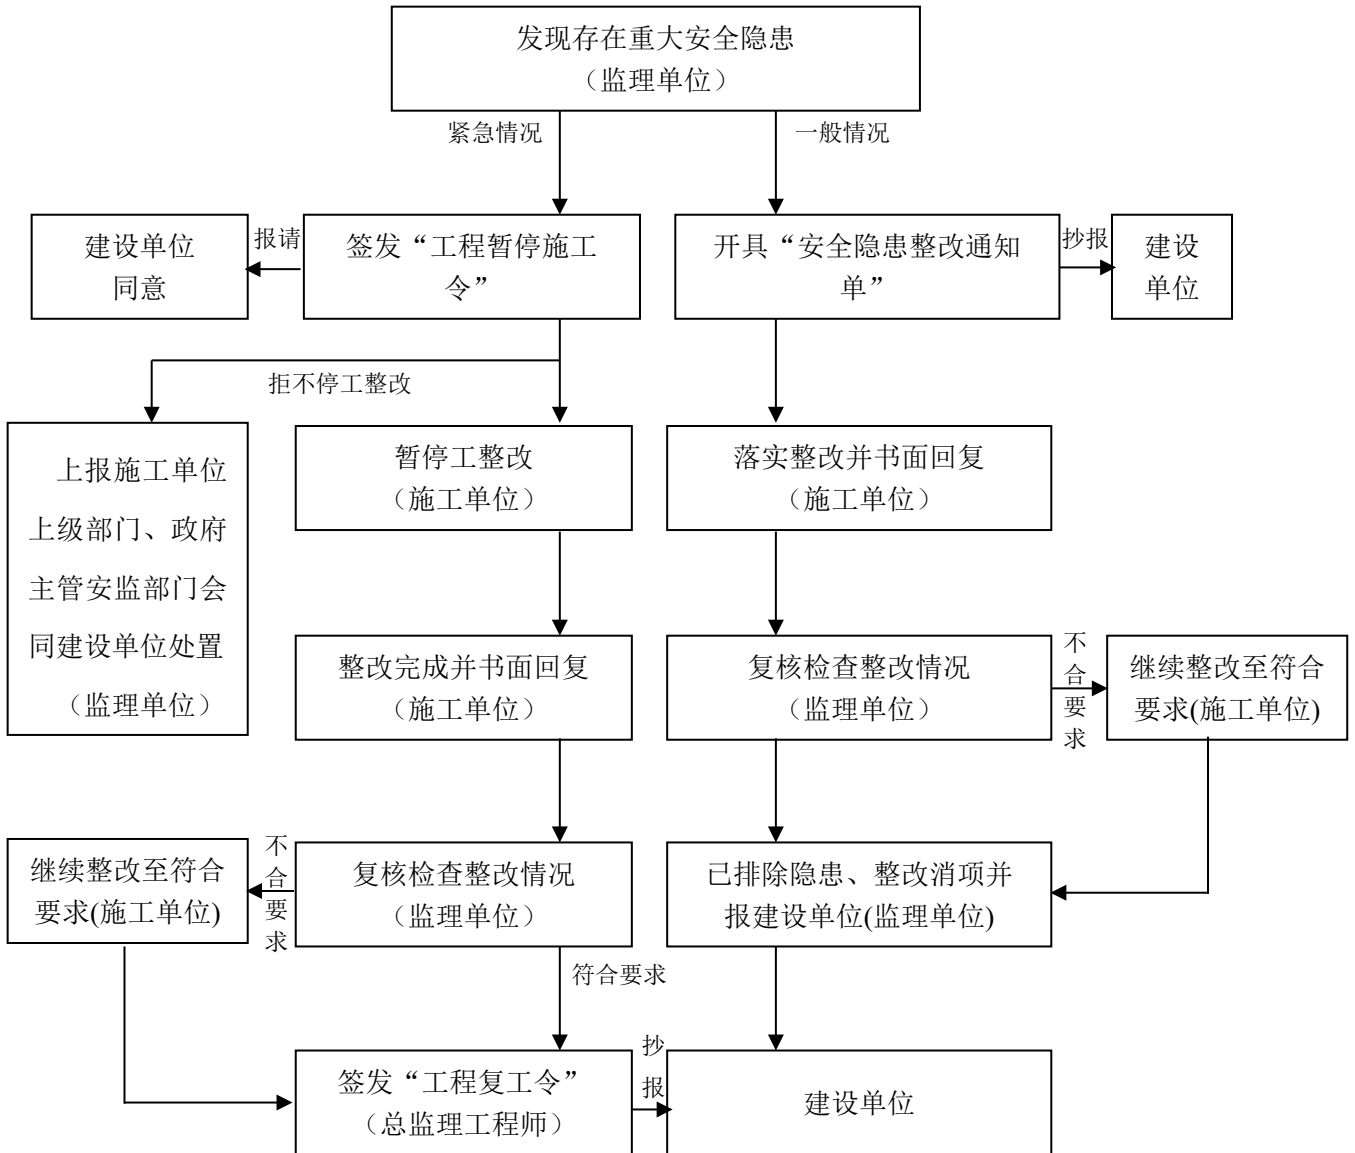 发现存在重大安全隐患
（监理单位）
紧急情况
一般情况
建设单位
同意
报请
签发“工程暂停施工
令”
开具“安全隐患整改通知
单”
抄报
建设
单位
拒不停工整改
上报施工单位
上级部门、政府
主管安监部门会
同建设单位处置
（监理单位）
暂停工整改
（施工单位）
落实整改并书面回复
（施工单位）
整改完成并书面回复
（施工单位）
复核检查整改情况
（监理单位）
不
合
要
求
继续整改至符合
要求(施工单位)
继续整改至符合
要求(施工单位)
不
合
要
求
复核检查整改情况
（监理单位）
已排除隐患、整改消项并
报建设单位(监理单位)
符合要求
签发“工程复工令”
（总监理工程师）
抄
报
建设单位